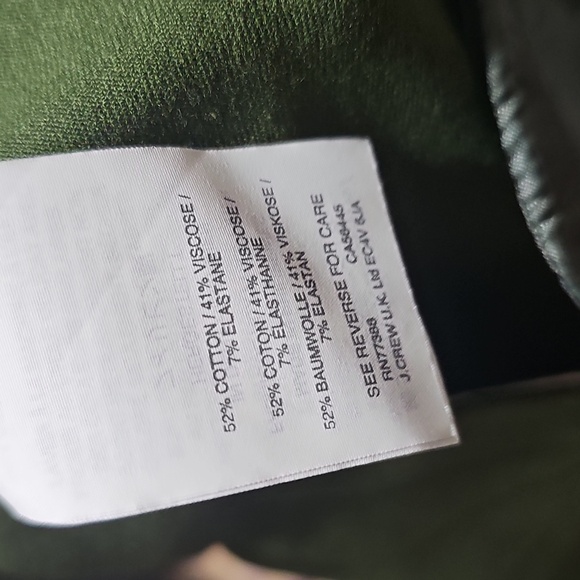 52% COTTON / 41% VISCOSE /
7% ELASTANE
52% COTON / 41% VISCOSE /
7% ÉLASTHANNE
52% BAUMWOLLE / 41% VISKOSE /
7% ELASTAN
SEE REVERSE FOR CARE
RN77388 CA56445
J.CREW U.K. Ltd EC4V 6JA